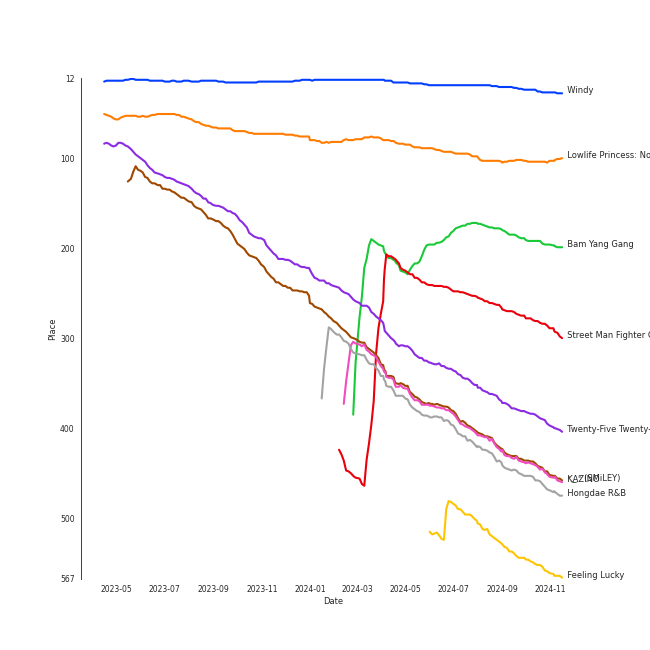 12
Windy
Lowlife Princess: No
100
200
Bam Yang Gang
300
Street Man Fighter
Place
400
Twenty-Five Twenty-
KAZINO
(SMiLEY)
Hongdae R&B
500
567
Feeling Lucky
2023-05 2023-07 2023-09 2023-11 2024-01 2024-03 2024-05 2024-07 2024-09 2024-11
Date